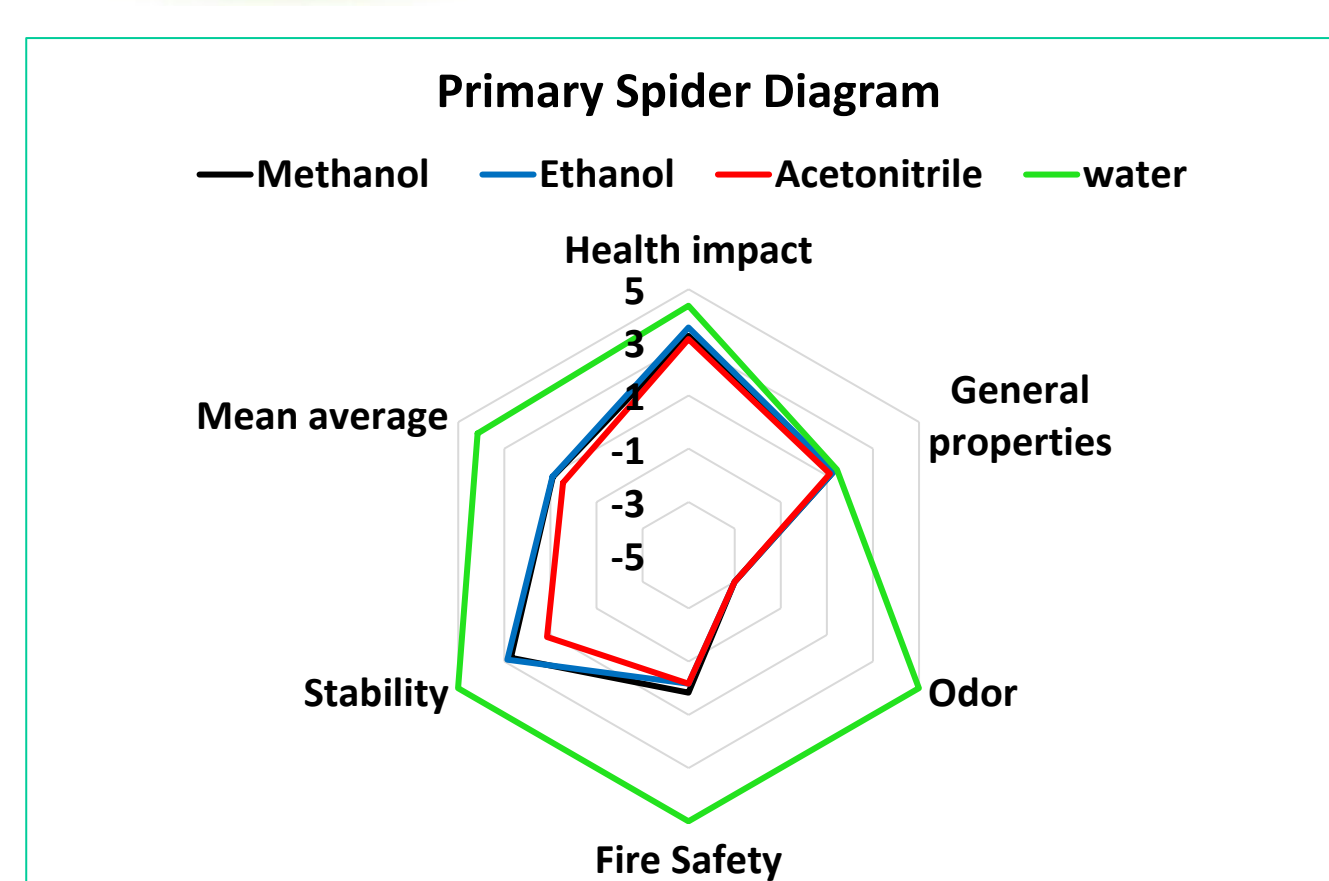 Primary Spider Diagram
Methanol Ethanol Acetonitrile water
Health impact
5
3
1
-1
-3
-5
General
properties
Mean average
Stability
Odor
Fire Safety